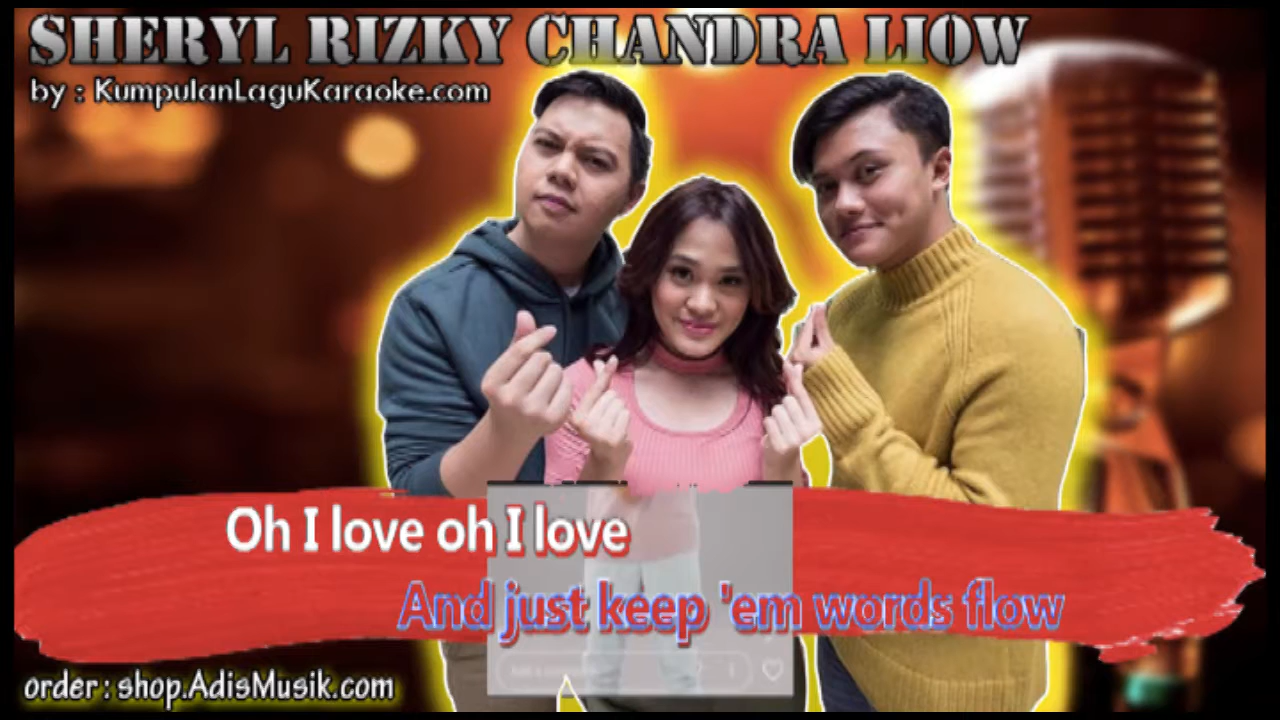 SHERYL RIZKY CHANDRA LIOW
by : KumpulanLaguKaraoke.com
Oh I love oh I love
And just keep 'em words flow
order : shop.AdisMusik.com